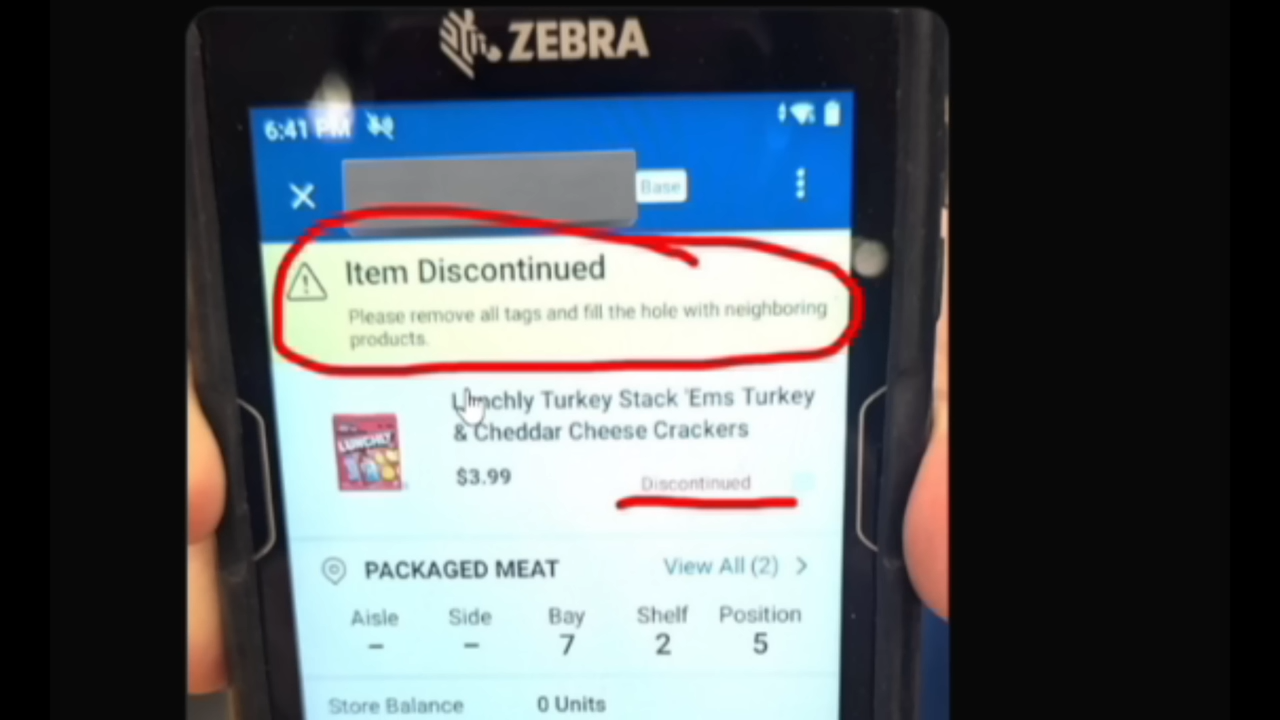 ZEBRA
6:41 PM
Base
Item Discontinued
Please remove all tags and fill the hole with neighboring
products.
Lunchly Turkey Stack 'Ems Turkey
& Cheddar Cheese Crackers
LUNCHLY
$3.99
Discontinued
PACKAGED MEAT
View All (2)
Aisle Side Bay Shelf Position
– – 7 2 5
Store Balance 0 Units